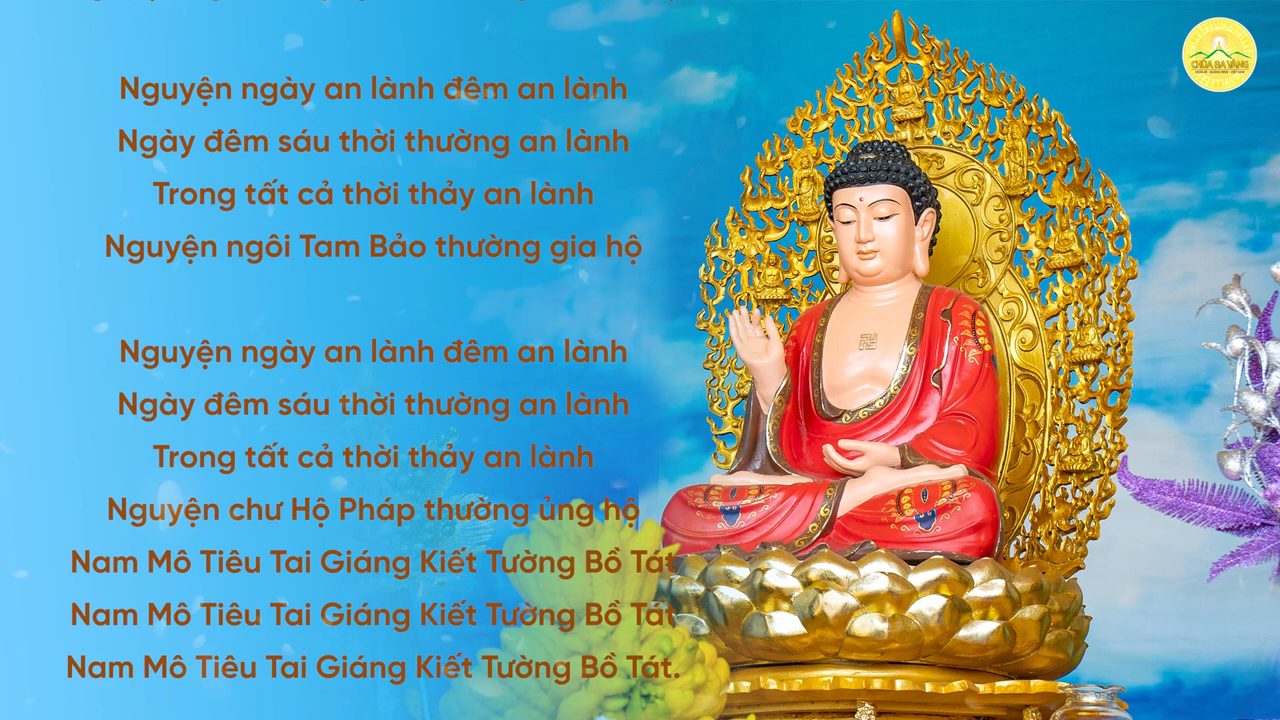 Nguyện ngày an lành đêm an lành
Ngày đêm sáu thời thường an lành
Trong tất cả thời thảy an lành
Nguyện ngôi Tam Bảo thường gia hộ
Nguyện ngày an lành đêm an lành
Ngày đêm sáu thời thường an lành
Trong tất cả thời thảy an lành
Nguyện chư Hộ Pháp thường ủng hộ
Nam Mô Tiêu Tai Giáng Kiết Tường Bồ Tát
Nam Mô Tiêu Tai Giáng Kiết Tường Bồ Tát
Nam Mô Tiêu Tai Giáng Kiết Tường Bồ Tát.
CHÙA BA VÀNG